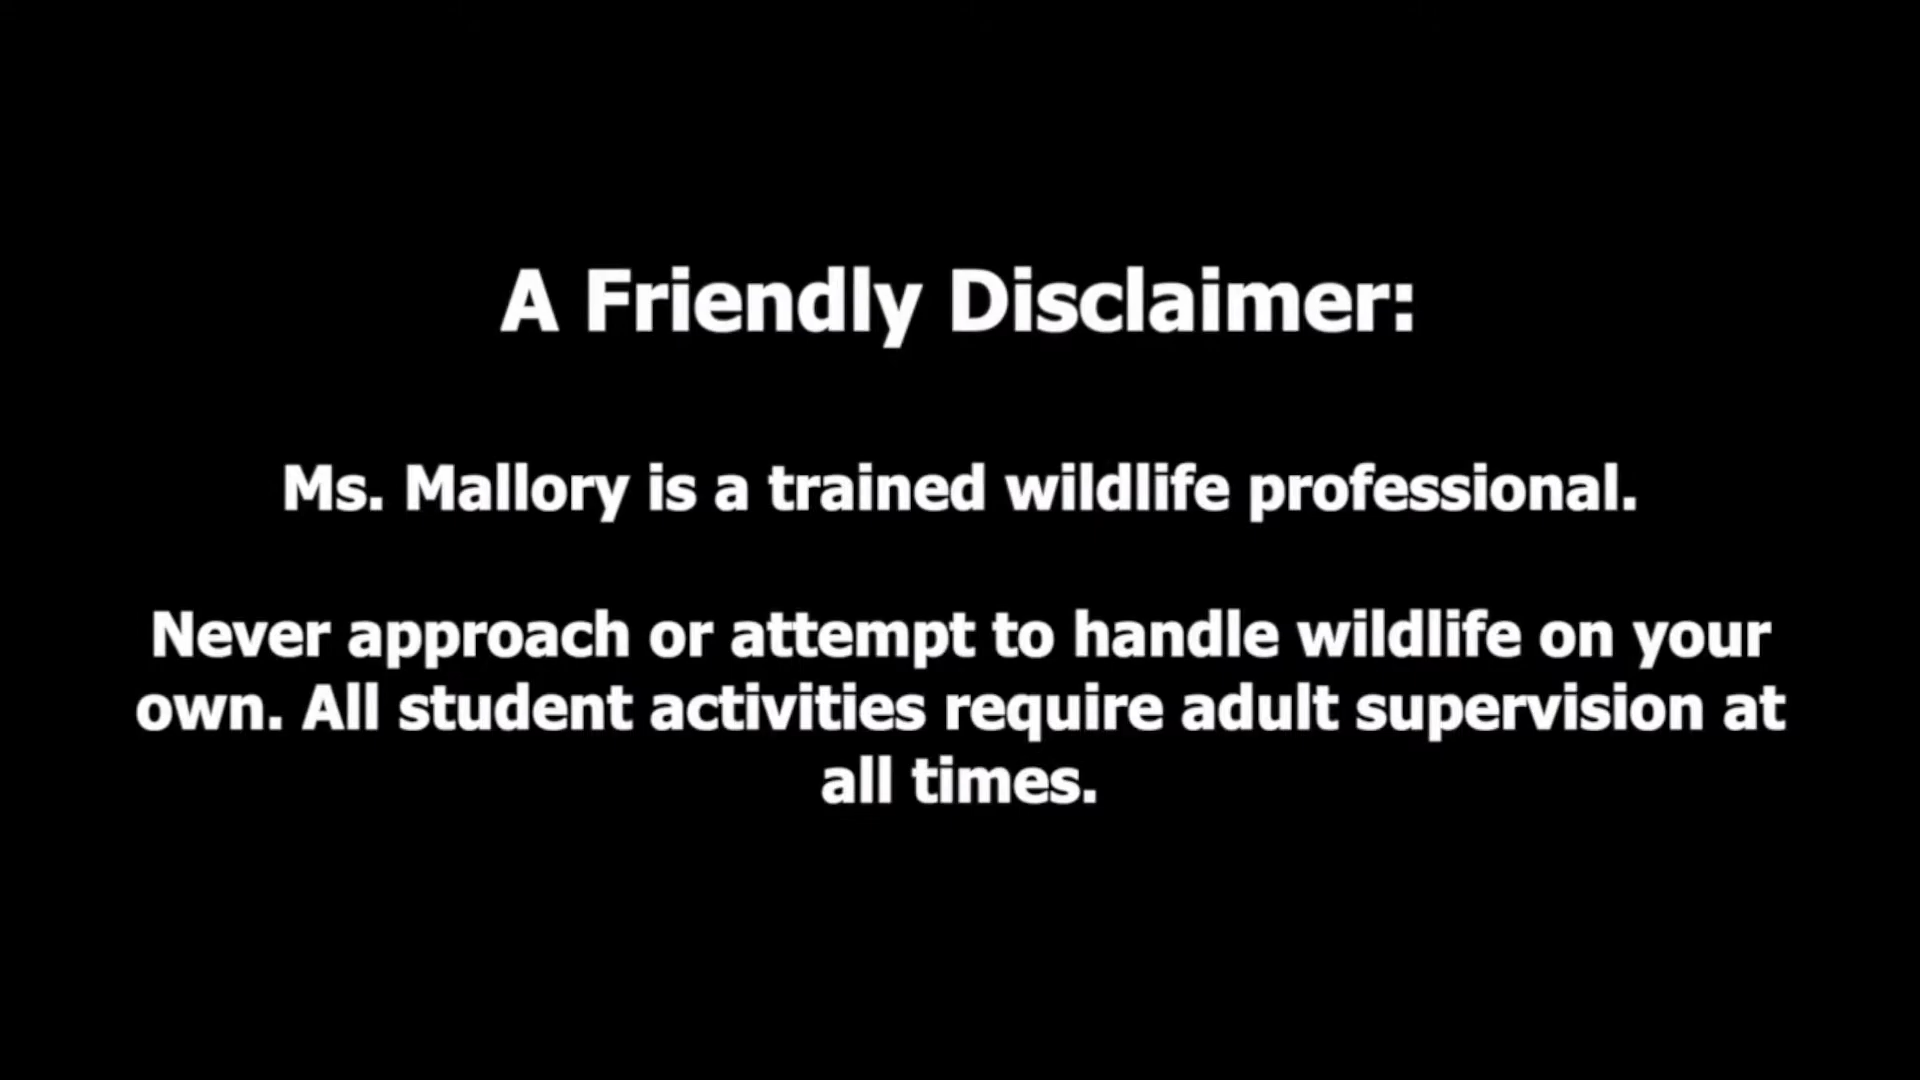 A Friendly Disclaimer:
Ms. Mallory is a trained wildlife professional.
Never approach or attempt to handle wildlife on your
own. All student activities require adult supervision at
all times.